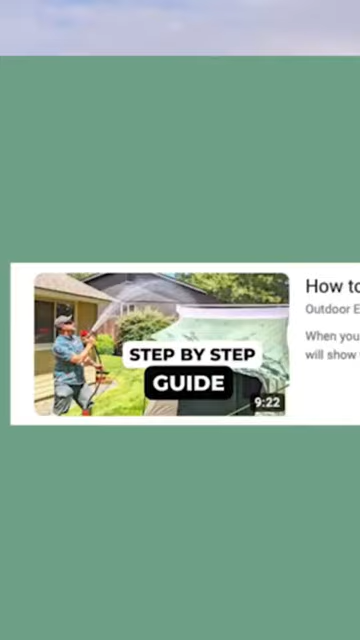 STEP BY STEP
GUIDE
9:22
How to
Outdoor E
When you
will show